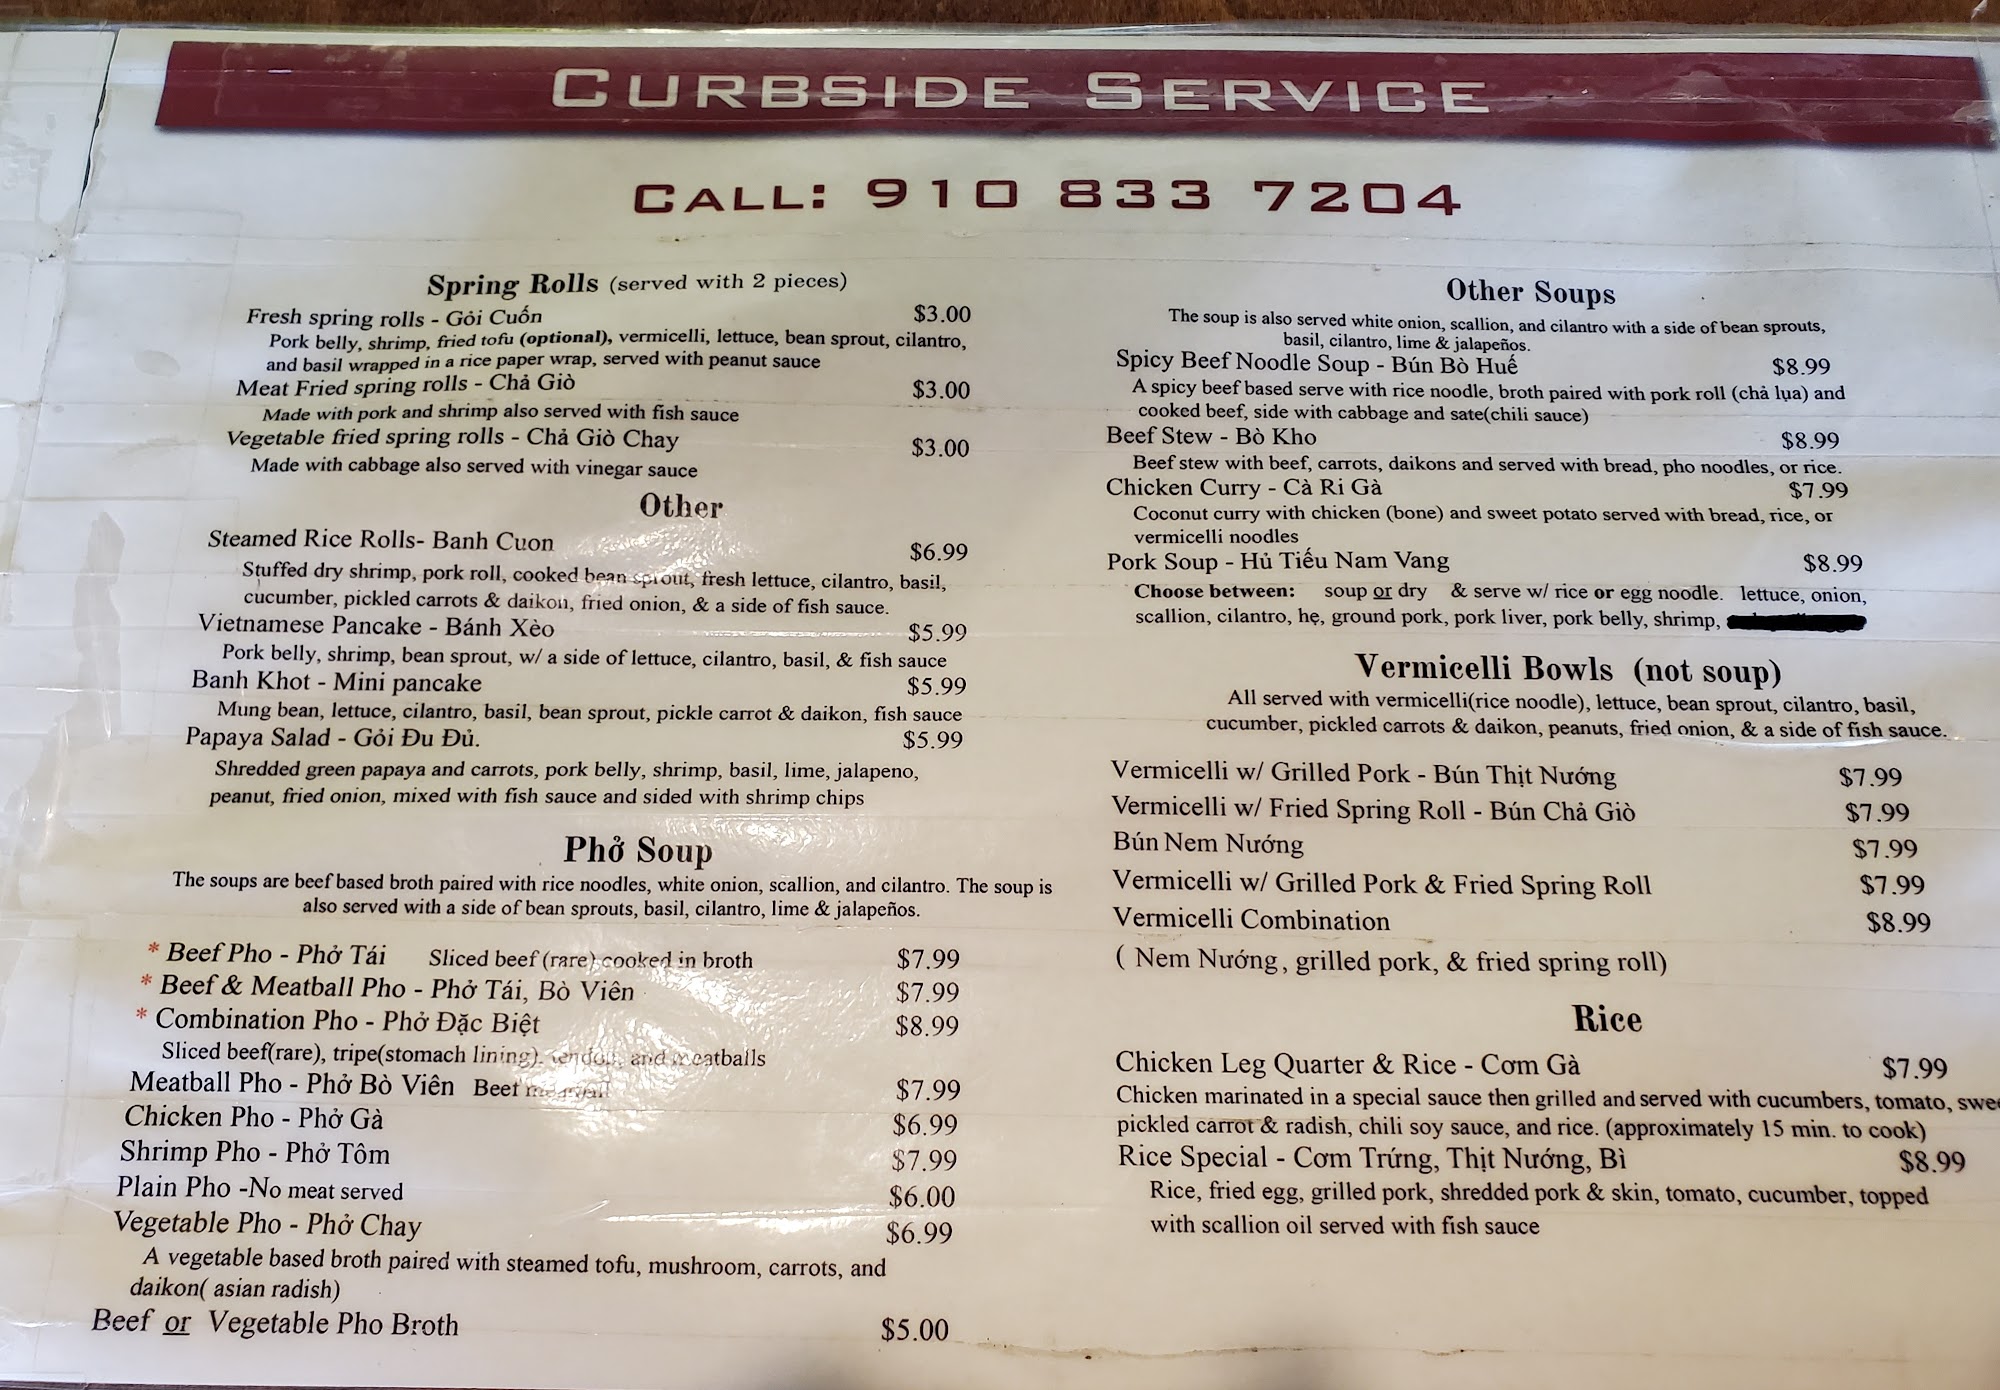 CURBSIDE SERVICE
CALL: 910 833 7204
Spring Rolls (served with 2 pieces)
Fresh spring rolls - Gỏi Cuốn $3.00
Pork belly, shrimp, fried tofu (optional), vermicelli, lettuce, bean sprout, cilantro,
and basil wrapped in a rice paper wrap, served with peanut sauce
Meat Fried spring rolls - Chả Giò $3.00
Made with pork and shrimp also served with fish sauce
Vegetable fried spring rolls - Chả Giò Chay $3.00
Made with cabbage also served with vinegar sauce
Other
Steamed Rice Rolls- Banh Cuon $6.99
Stuffed dry shrimp, pork roll, cooked bean sprout, fresh lettuce, cilantro, basil,
cucumber, pickled carrots & daikon, fried onion, & a side of fish sauce.
Vietnamese Pancake - Bánh Xèo $5.99
Pork belly, shrimp, bean sprout, w/ a side of lettuce, cilantro, basil, & fish sauce
Banh Khot - Mini pancake $5.99
Mung bean, lettuce, cilantro, basil, bean sprout, pickle carrot & daikon, fish sauce
Papaya Salad - Gỏi Đu Đủ. $5.99
Shredded green papaya and carrots, pork belly, shrimp, basil, lime, jalapeno,
peanut, fried onion, mixed with fish sauce and sided with shrimp chips
Phở Soup
The soups are beef based broth paired with rice noodles, white onion, scallion, and cilantro. The soup is
also served with a side of bean sprouts, basil, cilantro, lime & jalapeños.
* Beef Pho - Phở Tái Sliced beef (rare) cooked in broth $7.99
* Beef & Meatball Pho - Phở Tái, Bò Viên $7.99
* Combination Pho - Phở Đặc Biệt $8.99
Sliced beef(rare), tripe(stomach lining), tendon, and meatballs
Meatball Pho - Phở Bò Viên Beef $7.99
Chicken Pho - Phở Gà $6.99
Shrimp Pho - Phở Tôm $7.99
Plain Pho -No meat served $6.00
Vegetable Pho - Phở Chay $6.99
A vegetable based broth paired with steamed tofu, mushroom, carrots, and
daikon( asian radish)
Beef or Vegetable Pho Broth $5.00
Other Soups
The soup is also served white onion, scallion, and cilantro with a side of bean sprouts,
basil, cilantro, lime & jalapeños.
Spicy Beef Noodle Soup - Bún Bò Huế $8.99
A spicy beef based serve with rice noodle, broth paired with pork roll (chả lụa) and
cooked beef, side with cabbage and sate(chili sauce)
Beef Stew - Bò Kho $8.99
Beef stew with beef, carrots, daikons and served with bread, pho noodles, or rice.
Chicken Curry - Cà Ri Gà $7.99
Coconut curry with chicken (bone) and sweet potato served with bread, rice, or
vermicelli noodles
Pork Soup - Hủ Tiếu Nam Vang $8.99
Choose between: soup or dry & serve w/ rice or egg noodle. lettuce, onion,
scallion, cilantro, hẹ, ground pork, pork liver, pork belly, shrimp,
Vermicelli Bowls (not soup)
All served with vermicelli(rice noodle), lettuce, bean sprout, cilantro, basil,
cucumber, pickled carrots & daikon, peanuts, fried onion, & a side of fish sauce.
Vermicelli w/ Grilled Pork - Bún Thịt Nướng $7.99
Vermicelli w/ Fried Spring Roll - Bún Chả Giò $7.99
Bún Nem Nướng $7.99
Vermicelli w/ Grilled Pork & Fried Spring Roll $7.99
Vermicelli Combination $8.99
( Nem Nướng, grilled pork, & fried spring roll)
Rice
Chicken Leg Quarter & Rice - Cơm Gà $7.99
Chicken marinated in a special sauce then grilled and served with cucumbers, tomato, swee
pickled carrot & radish, chili soy sauce, and rice. (approximately 15 min. to cook)
Rice Special - Cơm Trứng, Thịt Nướng, Bì $8.99
Rice, fried egg, grilled pork, shredded pork & skin, tomato, cucumber, topped
with scallion oil served with fish sauce